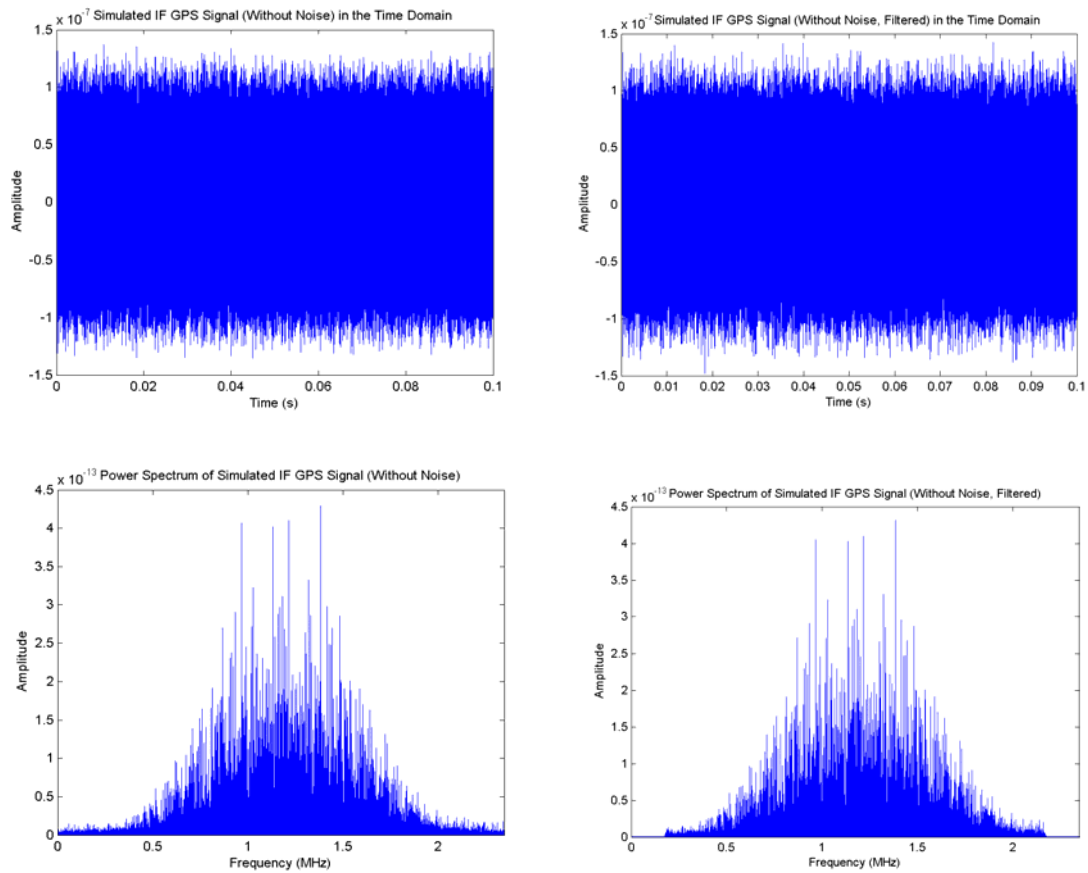 x 10⁻⁷ Simulated IF GPS Signal (Without Noise) in the Time Domain
1.5
1
0.5
0
-0.5
-1
-1.5
Amplitude
0 0.02 0.04 0.06 0.08 0.1
Time (s)
x 10⁻⁷ Simulated IF GPS Signal (Without Noise, Filtered) in the Time Domain
1.5
1
0.5
0
-0.5
-1
-1.5
Amplitude
0 0.01 0.02 0.03 0.04 0.05 0.06 0.07 0.08 0.09 0.1
Time (s)
x 10⁻¹³ Power Spectrum of Simulated IF GPS Signal (Without Noise)
4.5
4
3.5
3
2.5
2
1.5
1
0.5
0
Amplitude
0 0.5 1 1.5 2
Frequency (MHz)
x 10⁻¹³ Power Spectrum of Simulated IF GPS Signal (Without Noise, Filtered)
4.5
4
3.5
3
2.5
2
1.5
1
0.5
0
Amplitude
0 0.5 1 1.5 2
Frequency (MHz)